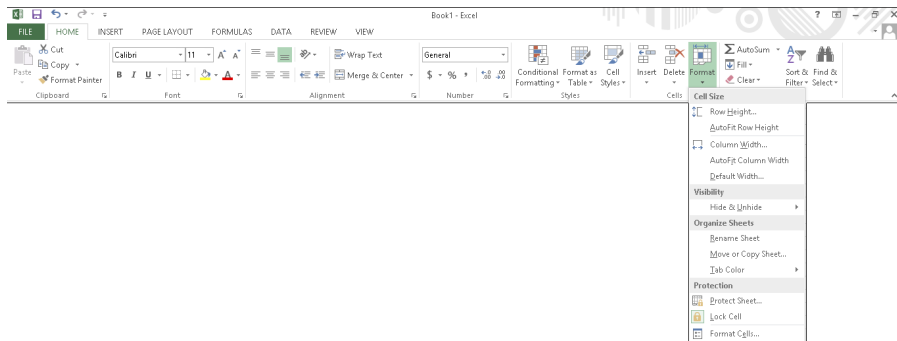 Book1 - Excel
FILE HOME INSERT PAGE LAYOUT FORMULAS DATA REVIEW VIEW
Paste
Cut
Copy
Format Painter
Clipboard
Calibri 11
B I U
Font
Wrap Text
Merge & Center
Alignment
General
$ % ,
Number
Conditional Formatting
Format as Table
Cell Styles
Styles
Insert Delete Format
Cells
AutoSum
Fill
Clear
Sort & Filter
Find & Select
Cell Size
Row Height...
AutoFit Row Height
Column Width...
AutoFit Column Width
Default Width...
Visibility
Hide & Unhide
Organize Sheets
Rename Sheet
Move or Copy Sheet...
Tab Color
Protection
Protect Sheet...
Lock Cell
Format Cells...